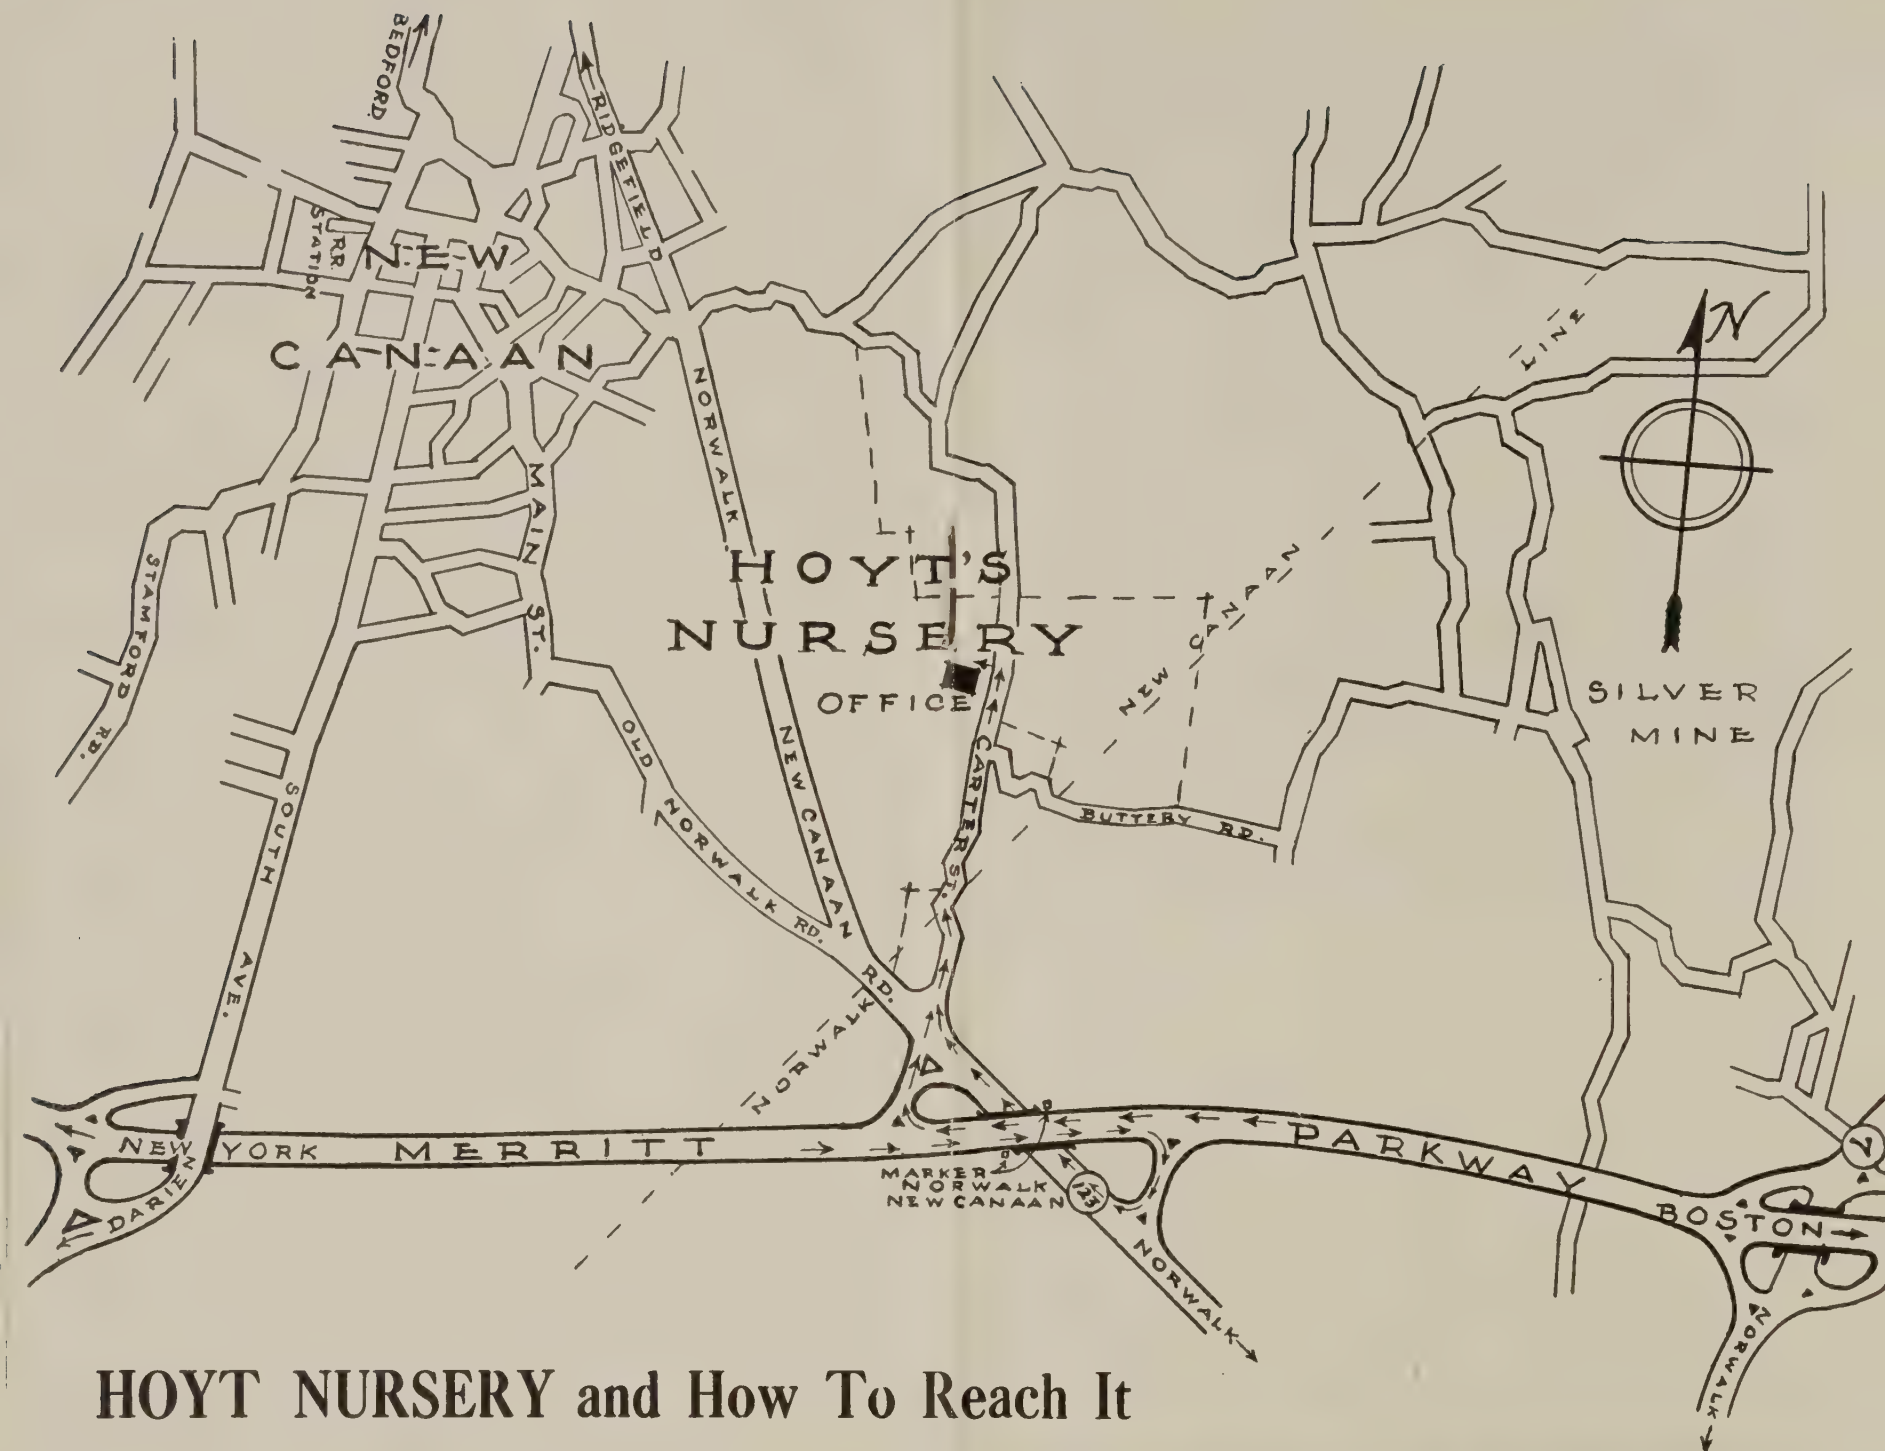 BEDFORD.
RIDGEFIELD
R.R.
STATION
NEW
CANAAN
N
LINE
NORWALK
MAIN ST.
STAMFORD RD.
HOYT'S
NURSERY
OFFICE
NEW CANAAN
SILVER
MINE
OLD NORWALK RD.
NEW CANAAN RD.
CARTER ST.
BUTTERY RD.
SOUTH AVE.
NORWALK
NEW YORK
MERRITT PARKWAY
DARIEN
MARKER
NORWALK
NEW CANAAN
123
NORWALK
7
BOSTON
NORWALK
HOYT NURSERY and How To Reach It